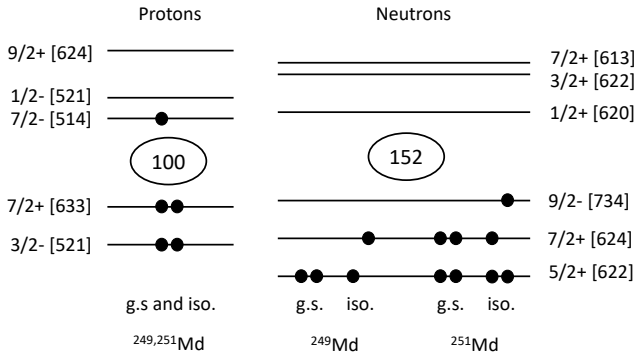 Protons
Neutrons
9/2+ [624]
1/2- [521]
7/2- [514]
100
7/2+ [633]
3/2- [521]
7/2+ [613]
3/2+ [622]
1/2+ [620]
152
9/2- [734]
7/2+ [624]
5/2+ [622]
g.s and iso.
g.s. iso. g.s. iso.
249,251Md
249Md
251Md